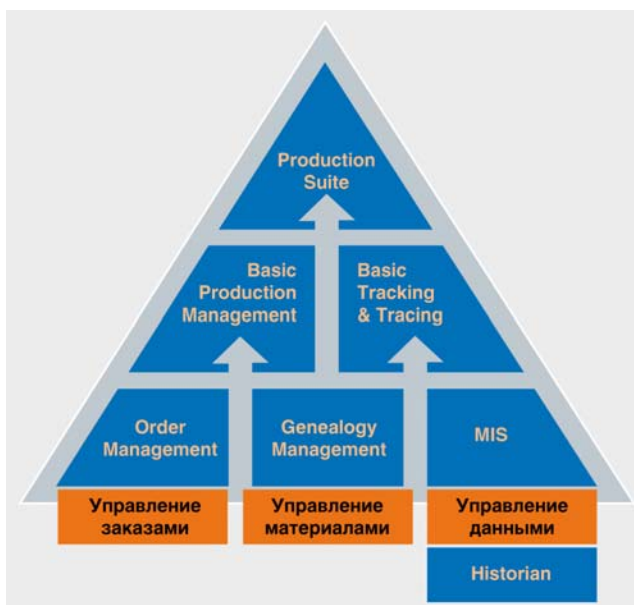 Production
Suite
Basic
Production
Management
Basic
Tracking
& Tracing
Order
Management
Genealogy
Management
MIS
Управление
заказами
Управление
материалами
Управление
данными
Historian